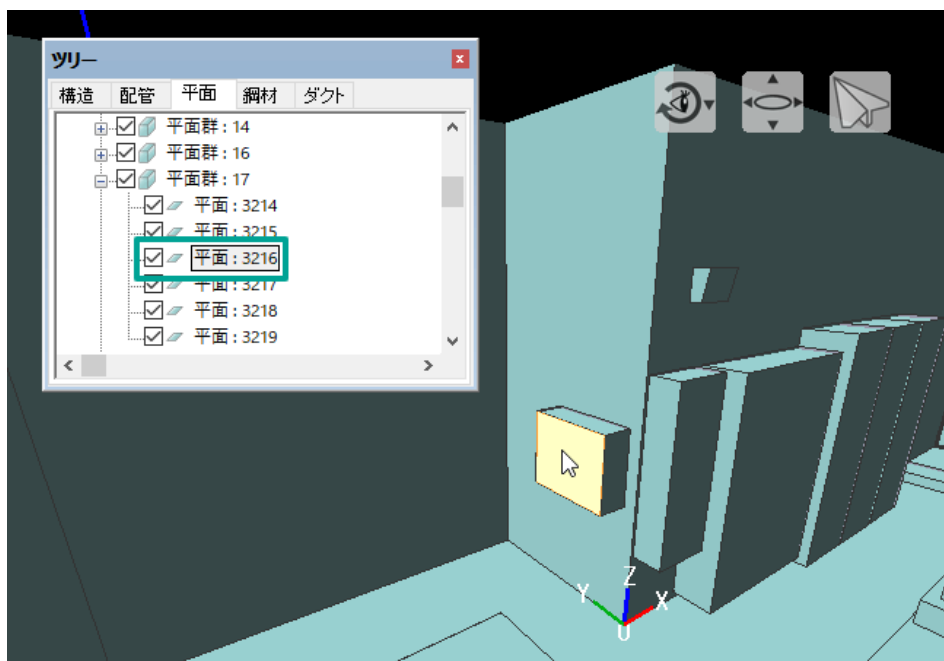 ツリー
構造 配管 平面 鋼材 ダクト
平面群 : 14
平面群 : 16
平面群 : 17
平面 : 3214
平面 : 3215
平面 : 3216
平面 : 3217
平面 : 3218
平面 : 3219
Z
Y X
U